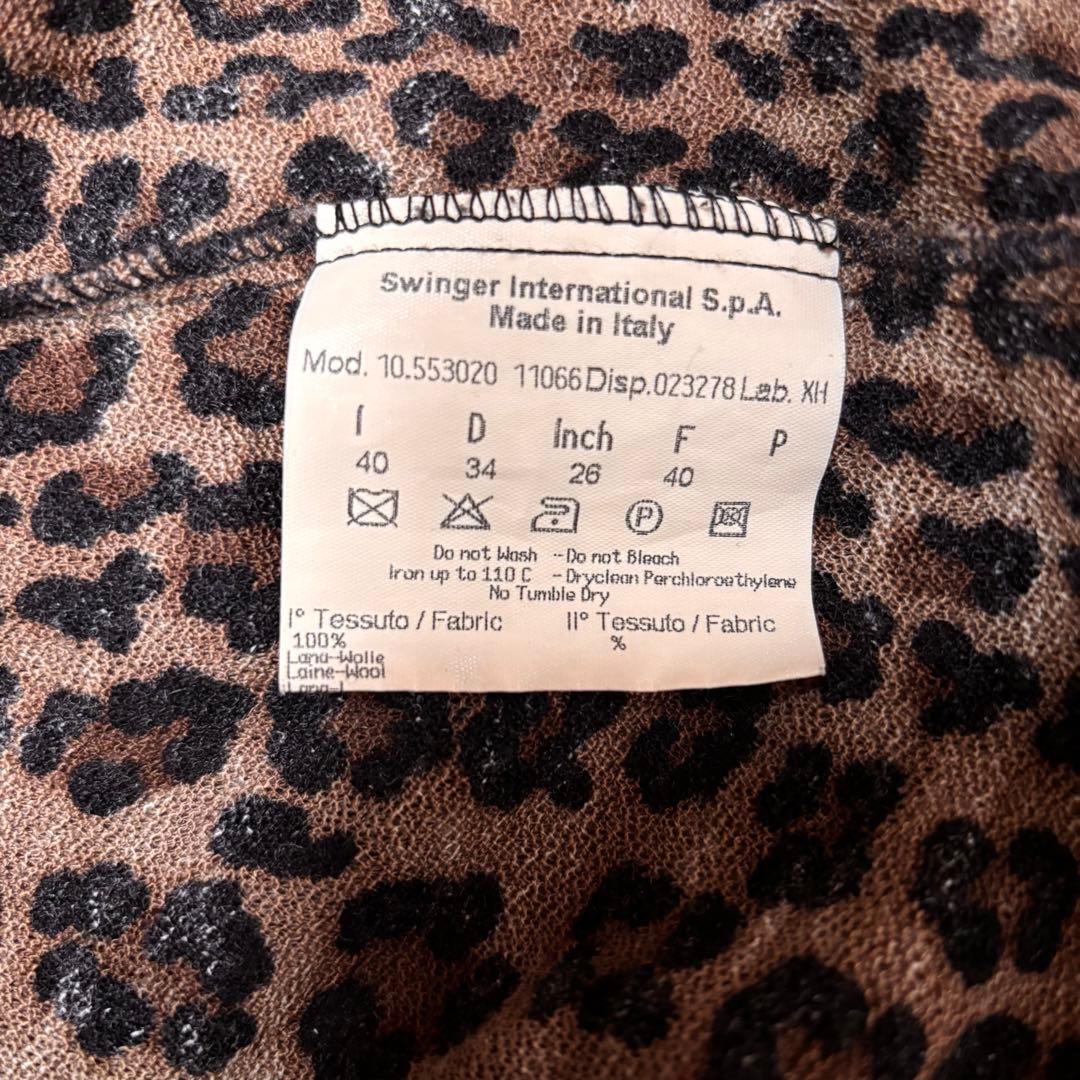 Swinger International S.p.A.
Made in Italy
Mod. 10.553020 11066 Disp.023278 Lab. XH
I D Inch F P
40 34 26 40
P
Do not Wash -- Do not Bleach
Iron up to 110 C - Dryclean Perchloroethylene
No Tumble Dry
I° Tessuto / Fabric II° Tessuto / Fabric
100% %
Lana-Wolle
Laine-Wool